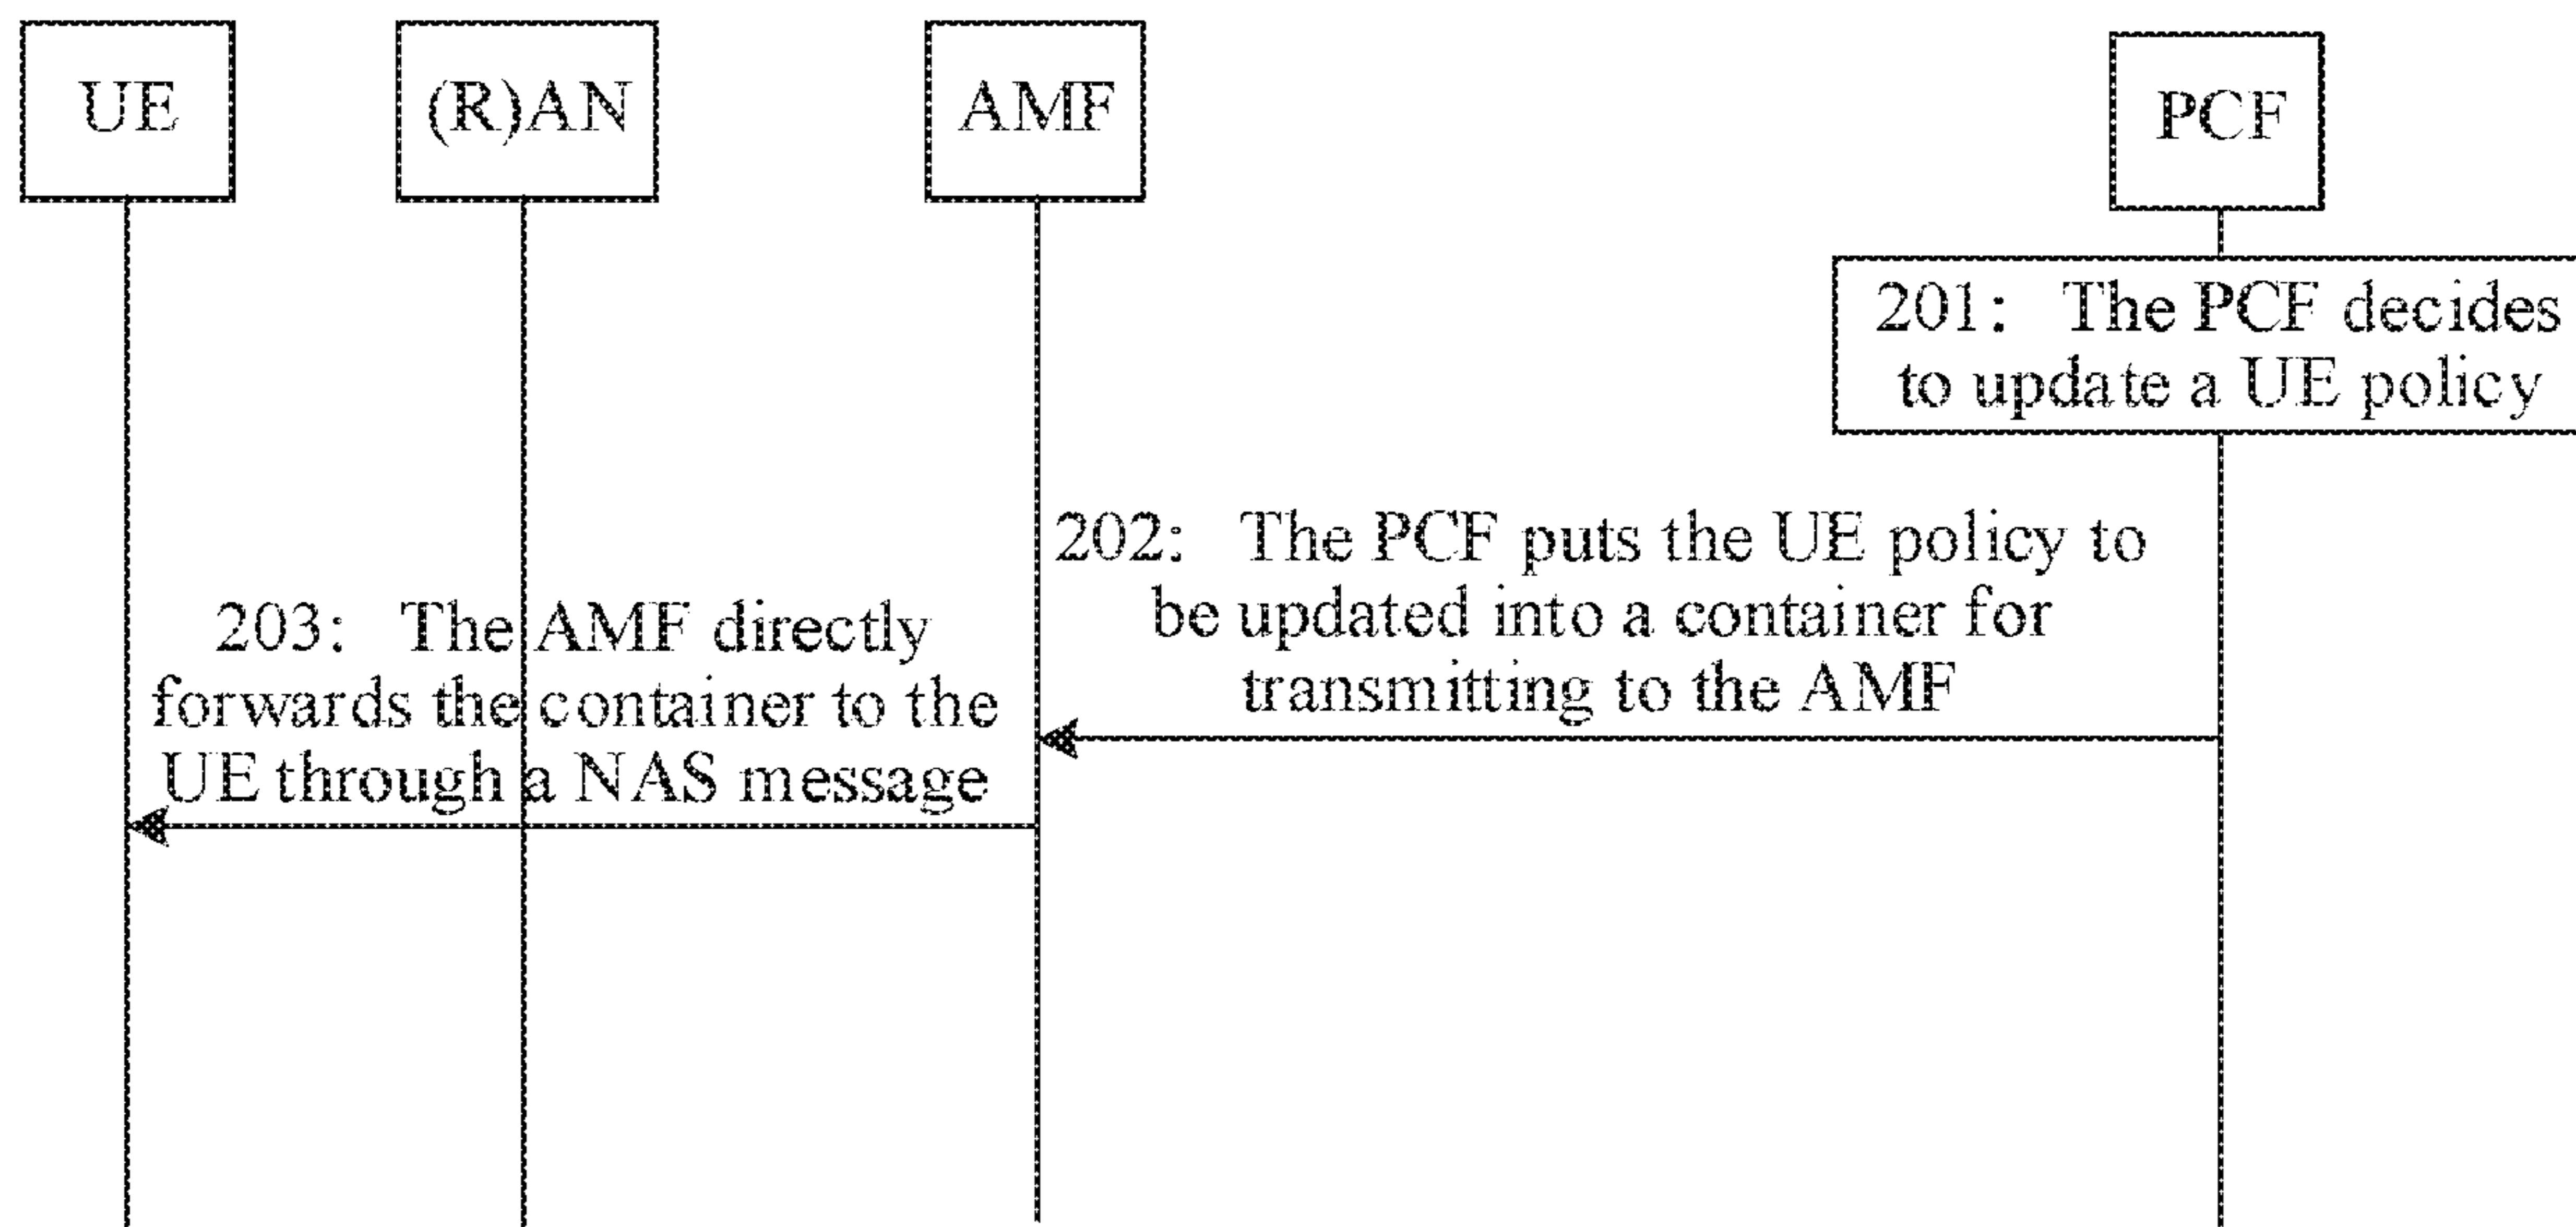 UE
(R)AN
AMF
PCF
201: The PCF decides
to update a UE policy
202: The PCF puts the UE policy to
be updated into a container for
transmitting to the AMF
203: The AMF directly
forwards the container to the
UE through a NAS message